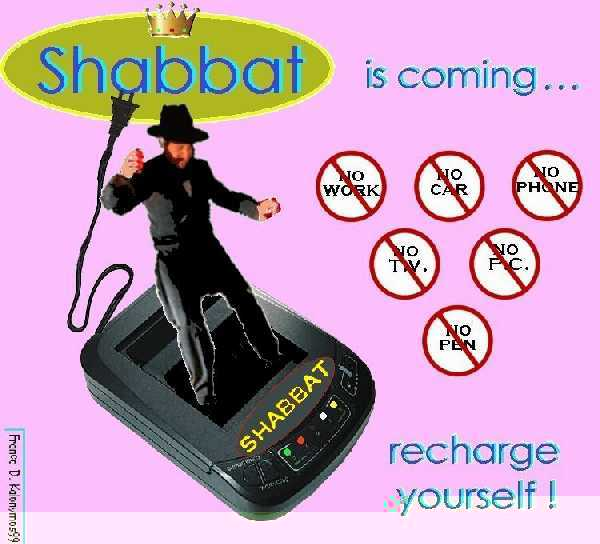 Shabbat
is coming...
NO
WORK
NO
CAR
NO
PHONE
NO
T.V.
NO
P.C.
NO
PEN
SHABBAT
recharge
yourself !